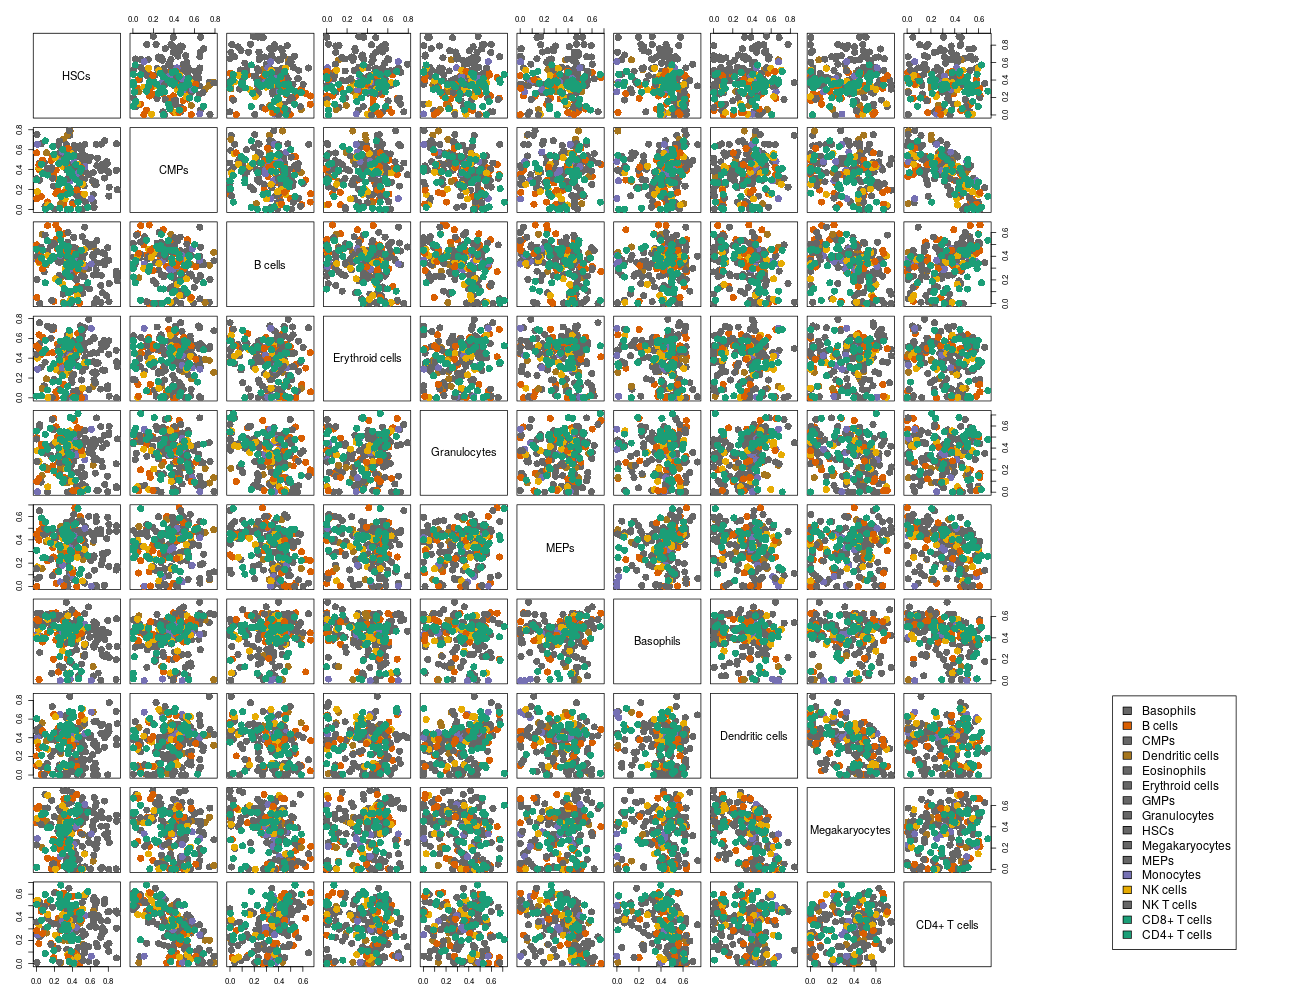 0.0 0.2 0.4 0.6 0.8
0.0 0.2 0.4 0.6 0.8
0.0 0.2 0.4 0.6
0.0 0.2 0.4 0.6 0.8
0.0 0.2 0.4 0.6
HSCs
0.0 0.2 0.4 0.6 0.8
0.0 0.2 0.4 0.6 0.8
CMPs
B cells
0.0 0.2 0.4 0.6
0.0 0.2 0.4 0.6 0.8
Erythroid cells
Granulocytes
0.0 0.2 0.4 0.6
0.0 0.2 0.4 0.6
MEPs
Basophils
0.0 0.2 0.4 0.6
0.0 0.2 0.4 0.6 0.8
Dendritic cells
Megakaryocytes
0.0 0.2 0.4 0.6
0.0 0.2 0.4 0.6
CD4+ T cells
0.0 0.2 0.4 0.6 0.8
0.0 0.2 0.4 0.6
0.0 0.2 0.4 0.6
0.0 0.2 0.4 0.6
0.0 0.2 0.4 0.6
Basophils
B cells
CMPs
Dendritic cells
Eosinophils
Erythroid cells
GMPs
Granulocytes
HSCs
Megakaryocytes
MEPs
Monocytes
NK cells
NK T cells
CD8+ T cells
CD4+ T cells